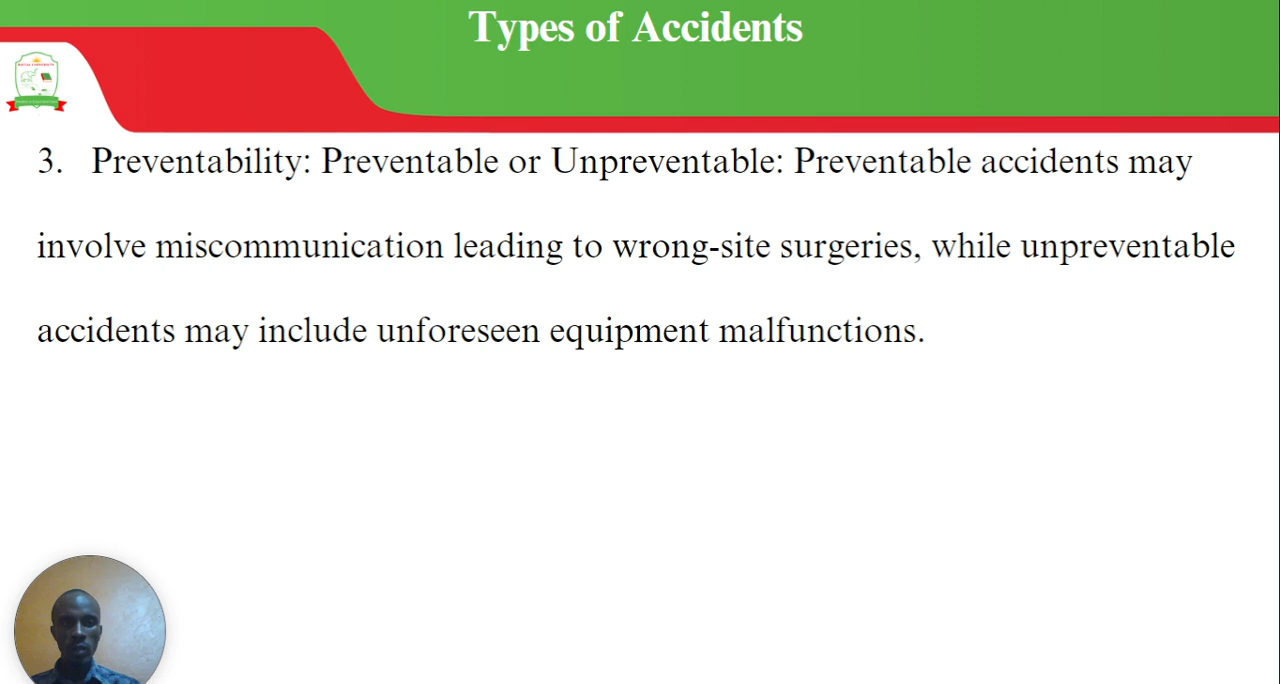 Types of Accidents
3. Preventability: Preventable or Unpreventable: Preventable accidents may
involve miscommunication leading to wrong-site surgeries, while unpreventable
accidents may include unforeseen equipment malfunctions.